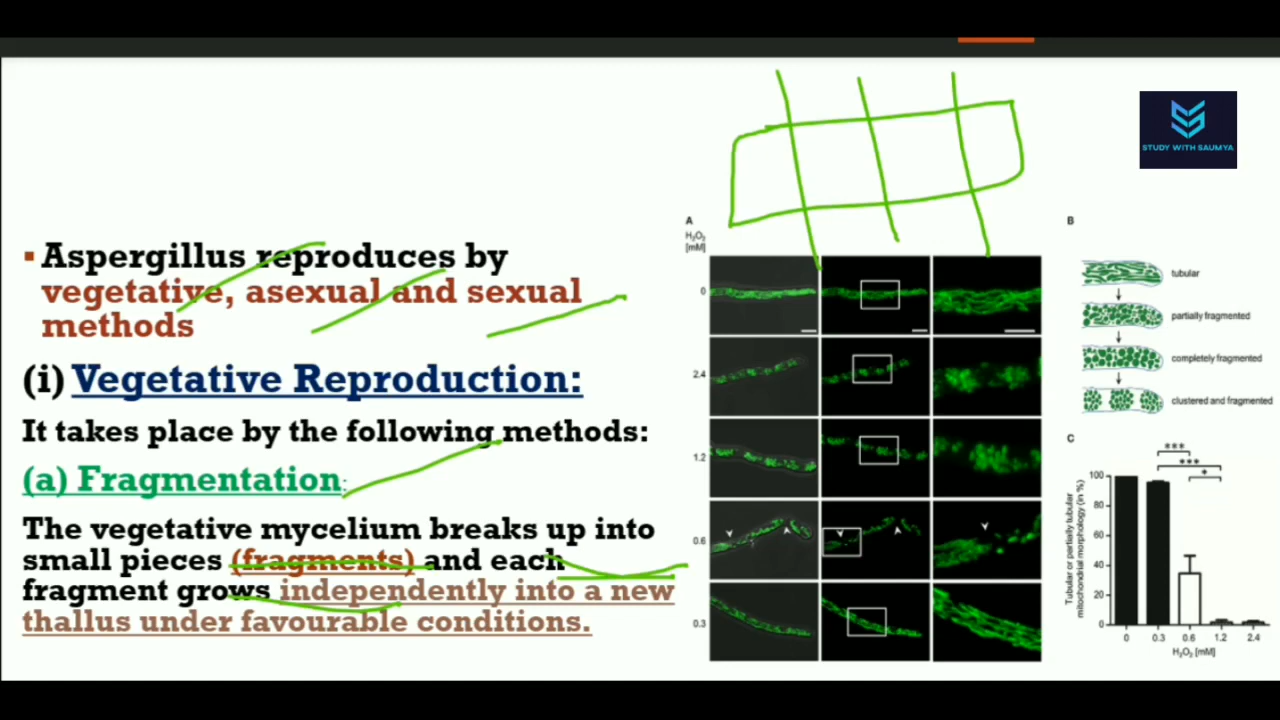 STUDY WITH SAUMYA
▪ Aspergillus reproduces by
vegetative, asexual and sexual
methods
(i) Vegetative Reproduction:
It takes place by the following methods:
(a) Fragmentation:
The vegetative mycelium breaks up into
small pieces (fragments) and each
fragment grows independently into a new
thallus under favourable conditions.
A
H₂O₂
[mM]
0
2.4
1.2
0.6
0.3
B
tubular
partially fragmented
completely fragmented
clustered and fragmented
C
***
***
*
Tubular or partially tubular
mitochondrial morphology (in %)
100
80
60
40
20
0
0 0.3 0.6 1.2 2.4
H₂O₂ [mM]